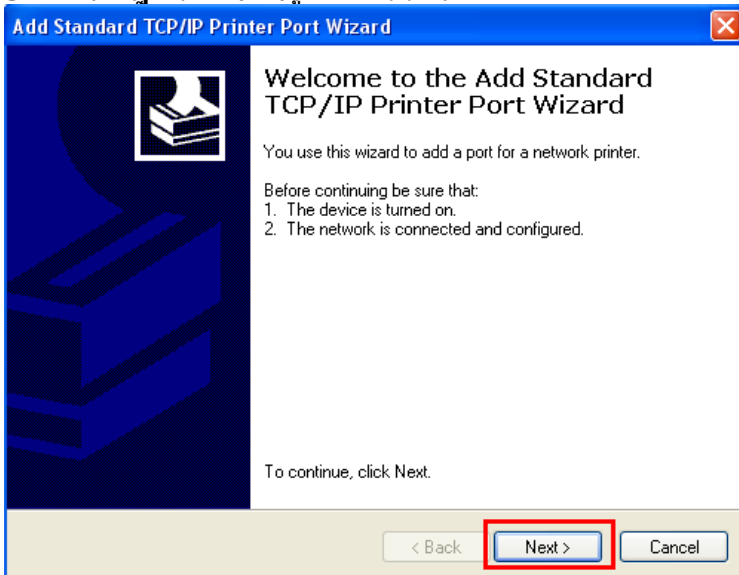 Add Standard TCP/IP Printer Port Wizard
Welcome to the Add Standard
TCP/IP Printer Port Wizard
You use this wizard to add a port for a network printer.
Before continuing be sure that:
1. The device is turned on.
2. The network is connected and configured.
To continue, click Next.
< Back
Next >
Cancel